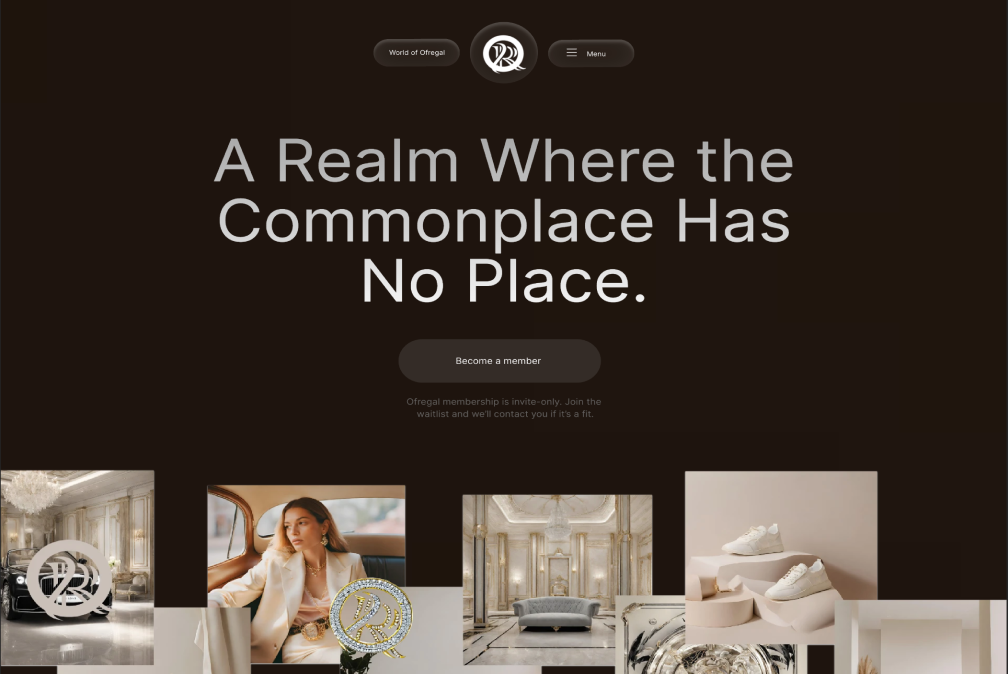 World of Ofregal
Menu
A Realm Where the
Commonplace Has
No Place.
Become a member
Ofregal membership is invite-only. Join the
waitlist and we'll contact you if it's a fit.